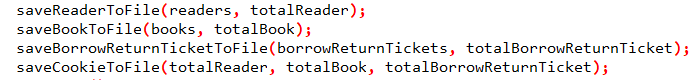 saveReaderToFile(readers, totalReader);
saveBookToFile(books, totalBook);
saveBorrowReturnTicketToFile(borrowReturnTickets, totalBorrowReturnTicket);
saveCookieToFile(totalReader, totalBook, totalBorrowReturnTicket);